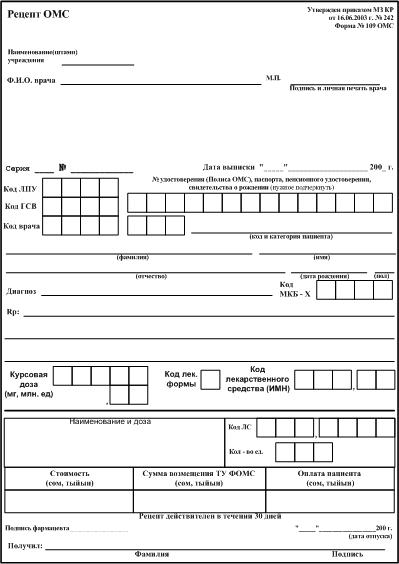 Рецепт ОМС
Утвержден приказом МЗ КР
от 16.06.2003 г. № 242
Форма № 109 ОМС
Наименование(штамп)
учреждения
Ф.И.О. врача
М.П.
Подпись и личная печать врача
Серия № Дата выписки "_____" 200_ г.
№ удостоверения (Полиса ОМС), паспорта, пенсионного удостоверения,
свидетельства о рождении (нужное подчеркнуть)
Код ЛПУ
Код ГСВ
Код врача
(код и категория пациента)
(фамилия) (имя)
(отчество) (дата рождения) (пол)
Диагноз
Код
МКБ - X
Rp:
Курсовая
доза
(мг, млн. ед)
,
Код лек.
формы
Код
лекарственного
средства (ИМН)
,
Наименование и доза
Код ЛС ,
Код - во ед.
Стоимость
(сом, тыйын)
Сумма возмещения ТУ ФОМС
(сом, тыйын)
Оплата пациента
(сом, тыйын)
Рецепт действителен в течении 30 дней
Подпись фармацевта "____" 200 г.
(дата отпуска)
Получил:
Фамилия Подпись